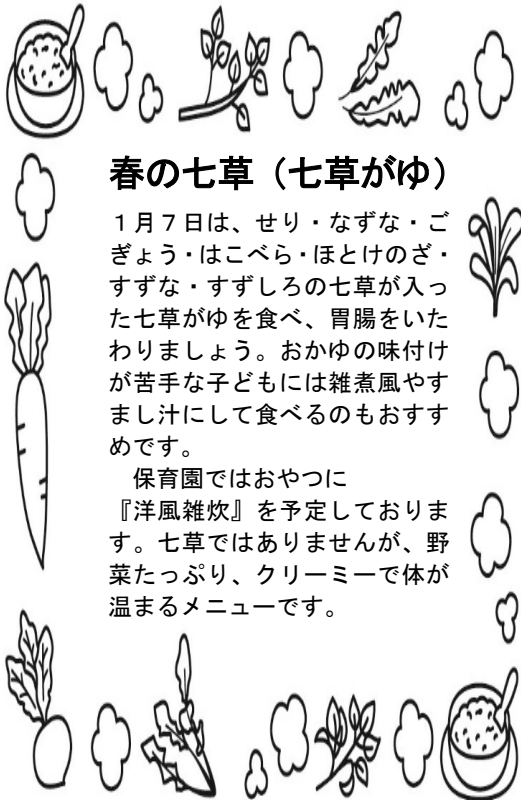 春の七草（七草がゆ）
１月７日は、せり・なずな・ご
ぎょう・はこべら・ほとけのざ・
すずな・すずしろの七草が入っ
た七草がゆを食べ、胃腸をいた
わりましょう。おかゆの味付け
が苦手な子どもには雑煮風やす
まし汁にして食べるのもおすす
めです。
　保育園ではおやつに
『洋風雑炊』を予定しておりま
す。七草ではありませんが、野
菜たっぷり、クリーミーで体が
温まるメニューです。